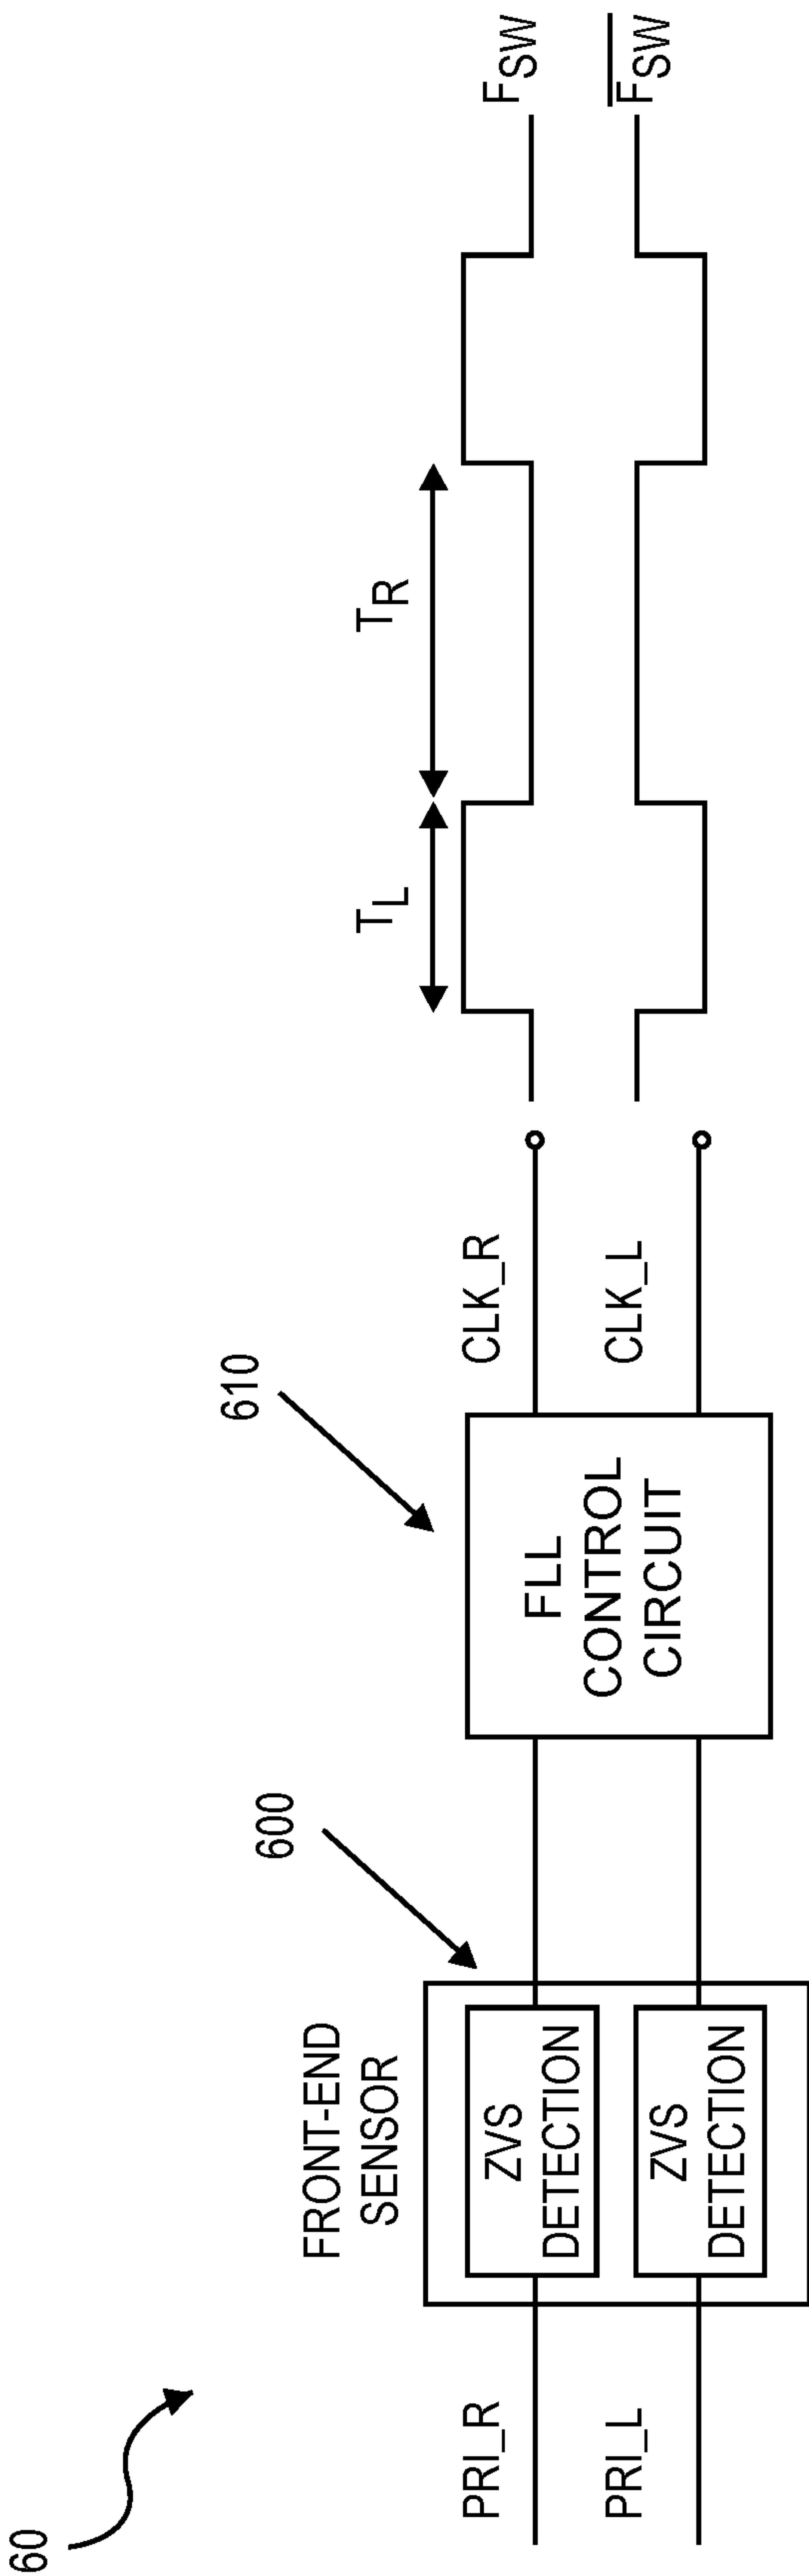 60
FRONT-END
SENSOR
600
610
PRI_R
PRI_L
ZVS
DETECTION
ZVS
DETECTION
FLL
CONTROL
CIRCUIT
CLK_R
CLK_L
TL
TR
FSW
FSW